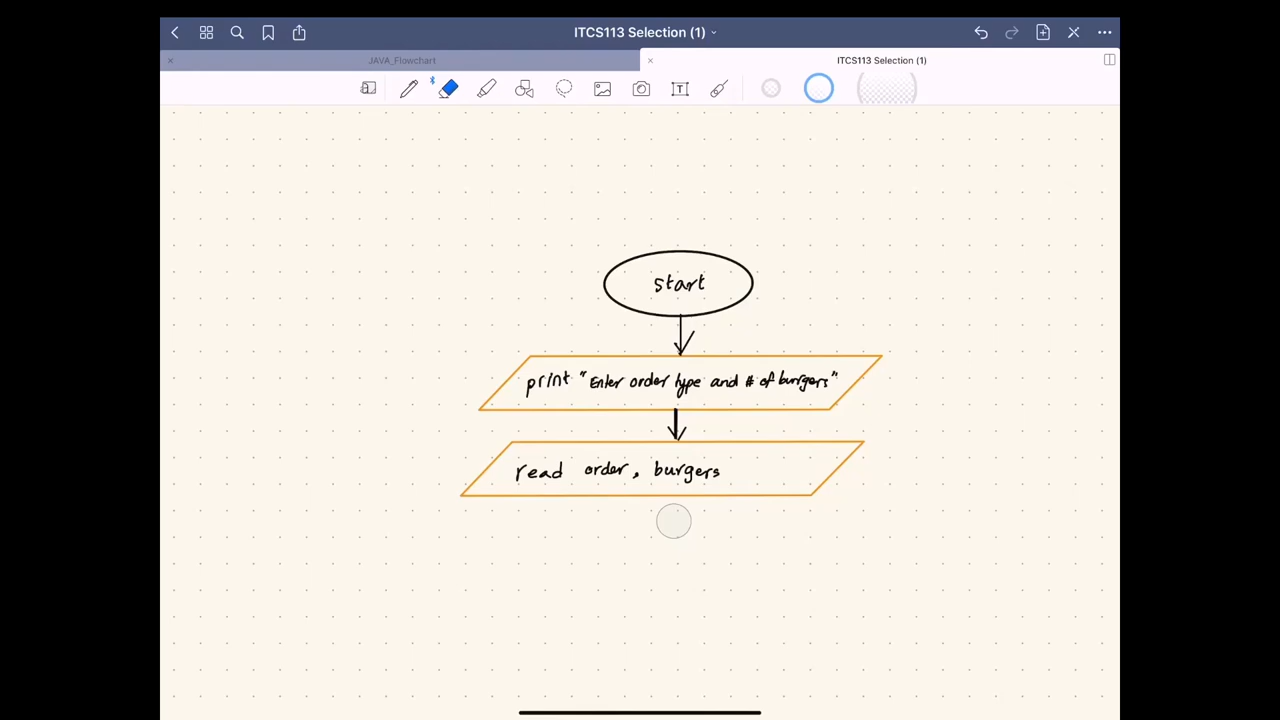 ITCS113 Selection (1)
JAVA_Flowchart
ITCS113 Selection (1)
T
start
print "Enter order type and # of burgers"
read order, burgers